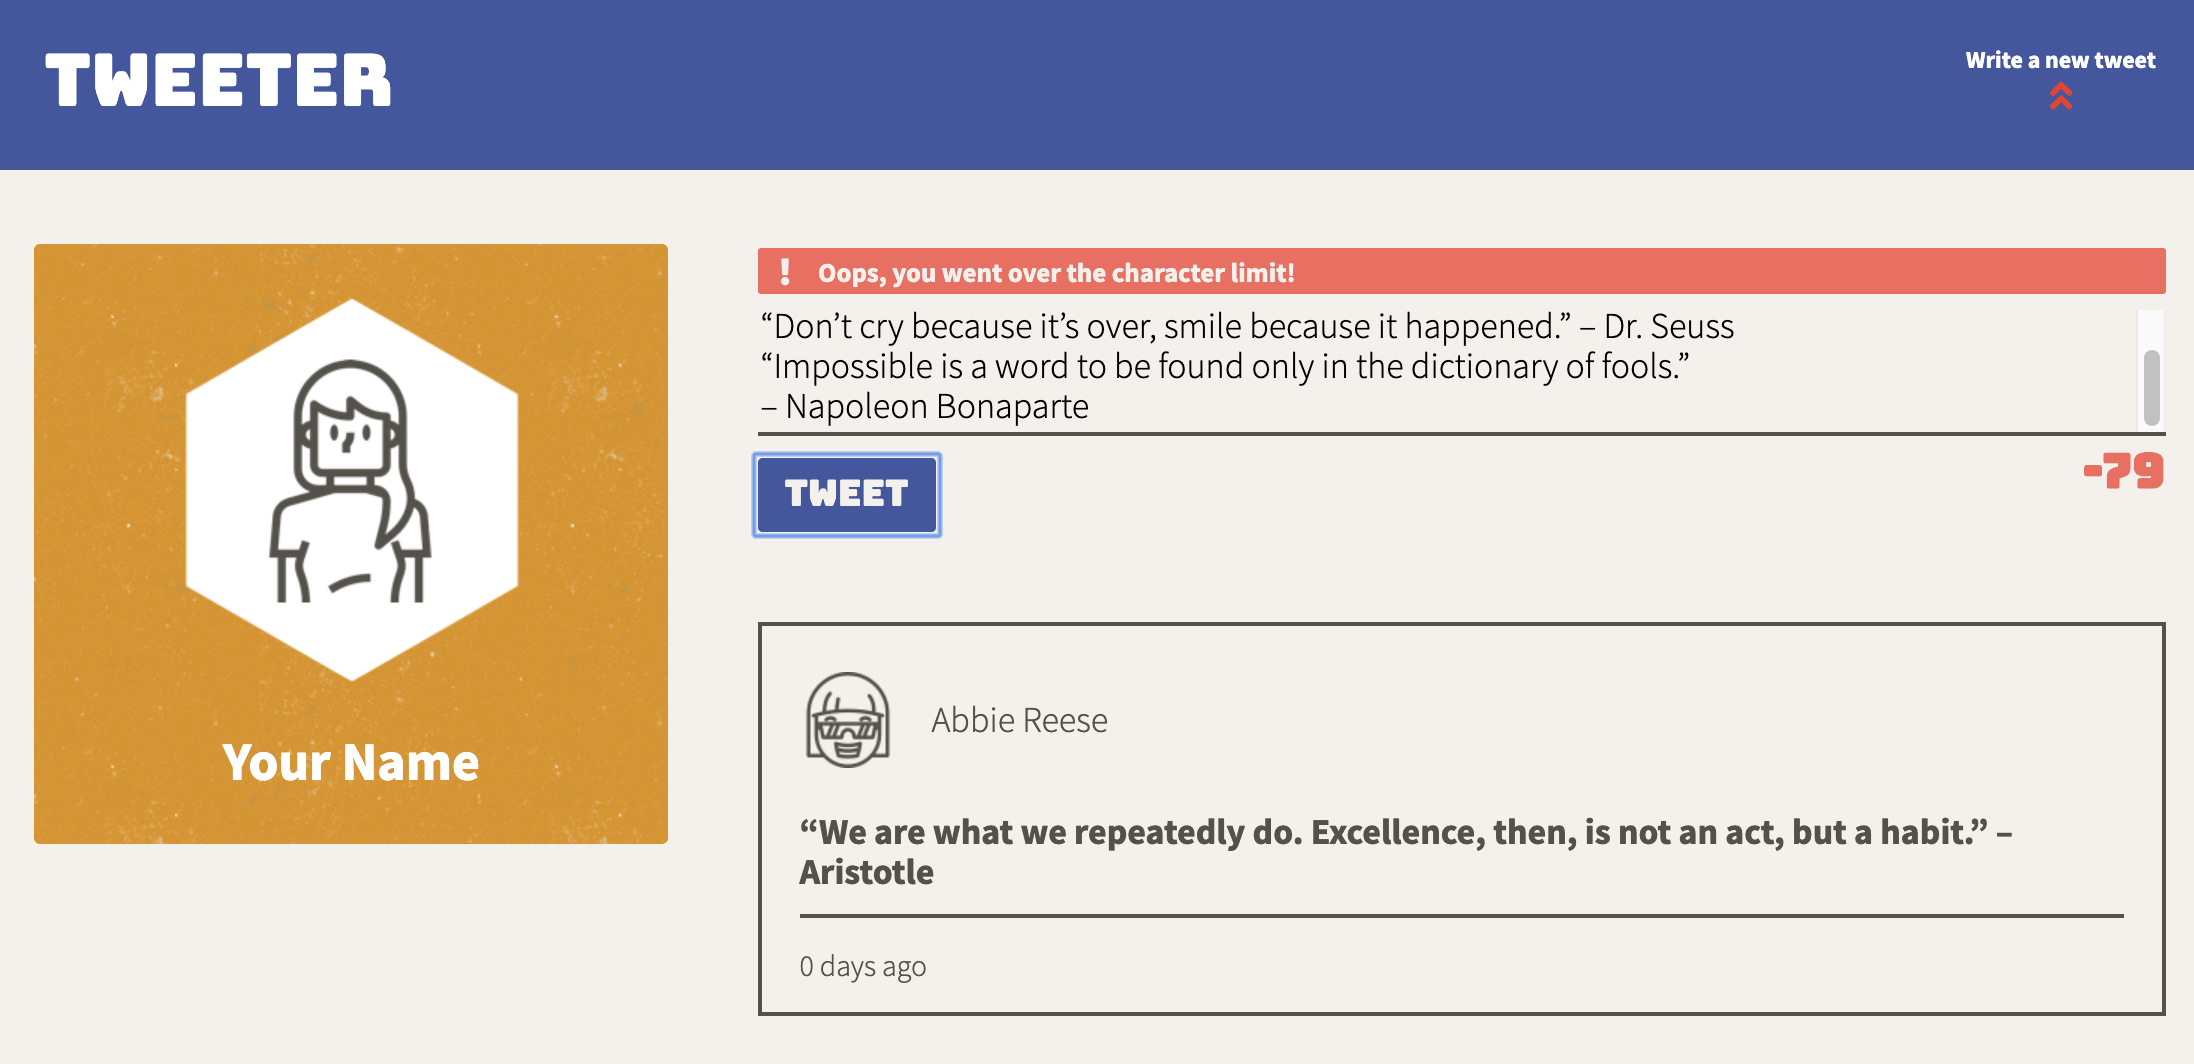 TWEETER
Write a new tweet
! Oops, you went over the character limit!
“Don’t cry because it’s over, smile because it happened.” – Dr. Seuss
“Impossible is a word to be found only in the dictionary of fools.”
– Napoleon Bonaparte
TWEET
-79
Your Name
Abbie Reese
“We are what we repeatedly do. Excellence, then, is not an act, but a habit.” –
Aristotle
0 days ago